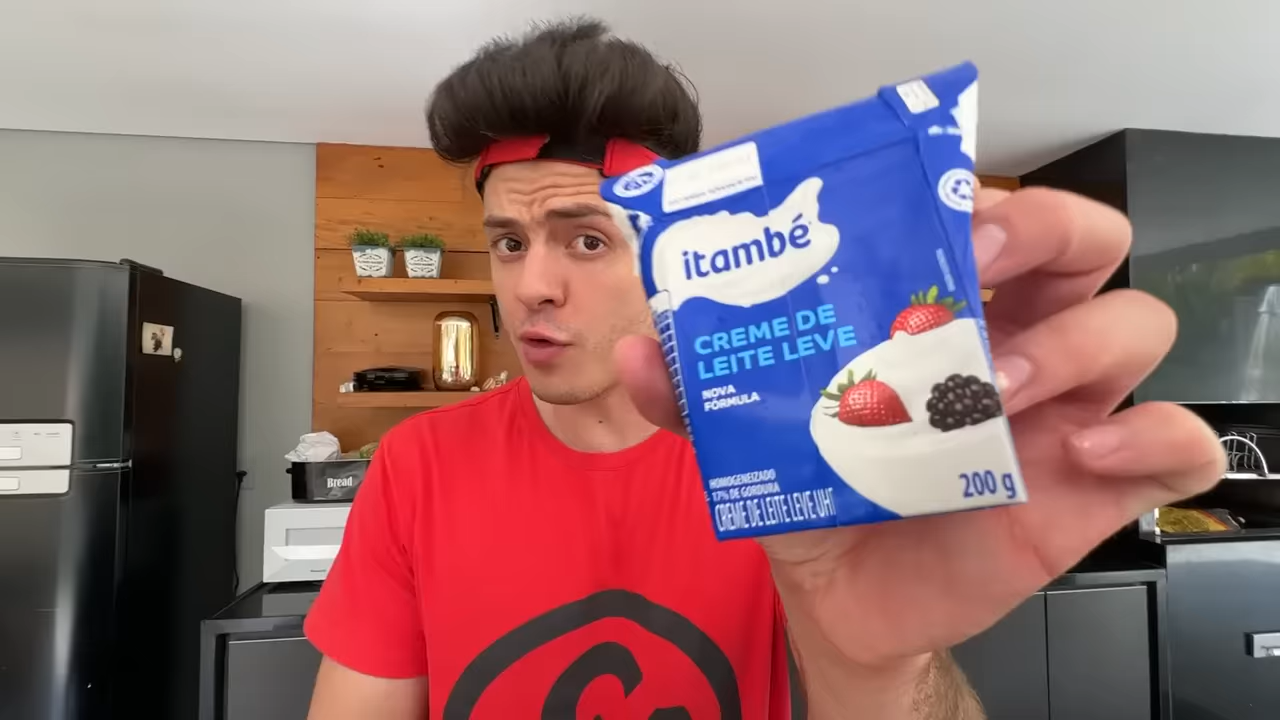 itambé
CREME DE
LEITE LEVE
NOVA
FÓRMULA
HOMOGENEIZADO
17% DE GORDURA
CREME DE LEITE LEVE UHT
200 g
Bread